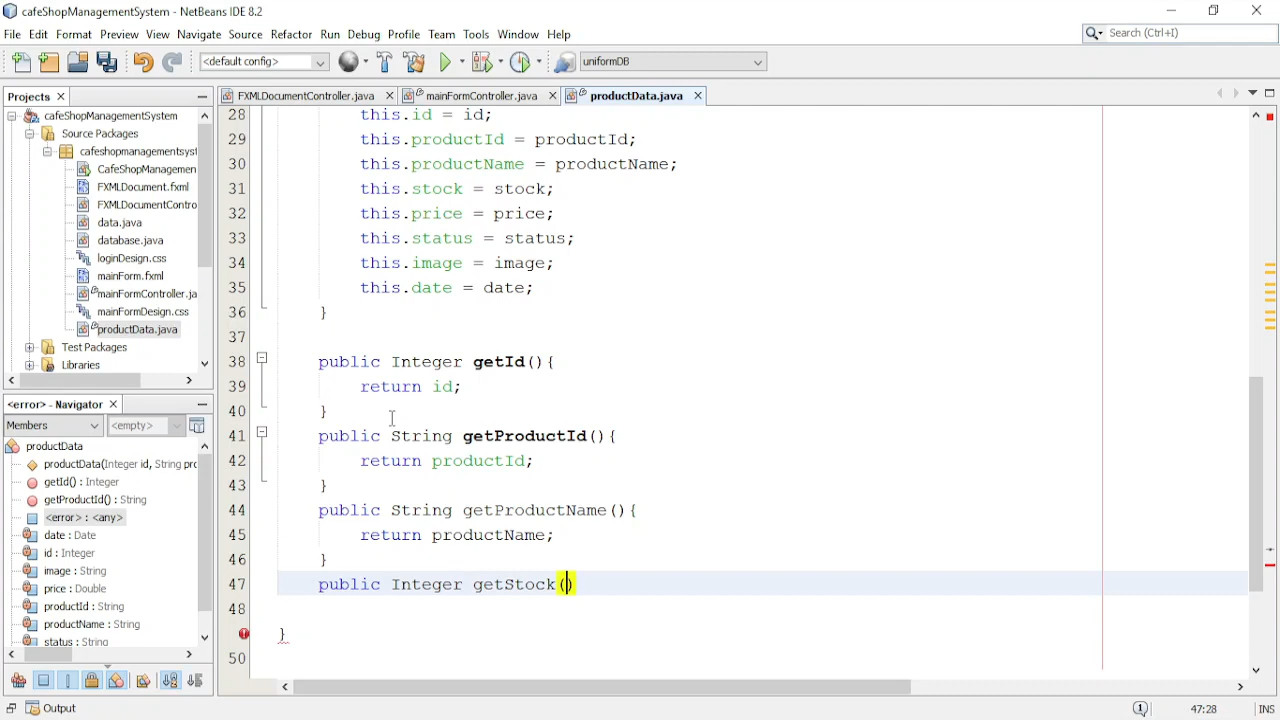 cafeShopManagementSystem - NetBeans IDE 8.2
File Edit Format Preview View Navigate Source Refactor Run Debug Profile Team Tools Window Help
Search (Ctrl+I)
<default config>
uniformDB
Projects
FXMLDocumentController.java
mainFormController.java
productData.java
cafeShopManagementSystem
Source Packages
cafeshopmanagementsyst
CafeShopManagemen
FXMLDocument.fxml
FXMLDocumentContro
data.java
database.java
loginDesign.css
mainForm.fxml
mainFormController.ja
mainFormDesign.css
productData.java
Test Packages
Libraries
<error> - Navigator
Members
<empty>
productData
productData(Integer id, String pro
getId() : Integer
getProductId() : String
<error> : <any>
date : Date
id : Integer
image : String
price : Double
productId : String
productName : String
status : String
28 this.id = id;
29 this.productId = productId;
30 this.productName = productName;
31 this.stock = stock;
32 this.price = price;
33 this.status = status;
34 this.image = image;
35 this.date = date;
36 }
37
38 public Integer getId(){
39 return id;
40 }
41 public String getProductId(){
42 return productId;
43 }
44 public String getProductName(){
45 return productName;
46 }
47 public Integer getStock()
48
}
50
Output
1
47:28
INS